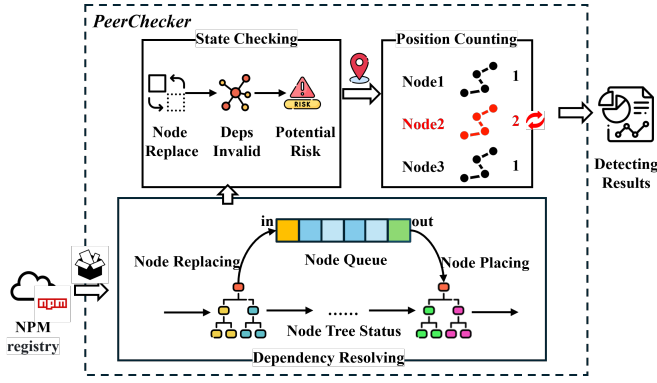 PeerChecker
State Checking
Position Counting
Node
Replace
Deps
Invalid
RISK
Potential
Risk
Node1
1
Node2
2
Node3
1
Detecting
Results
in
out
Node Replacing
Node Queue
Node Placing
......
Node Tree Status
Dependency Resolving
npm
NPM
registry